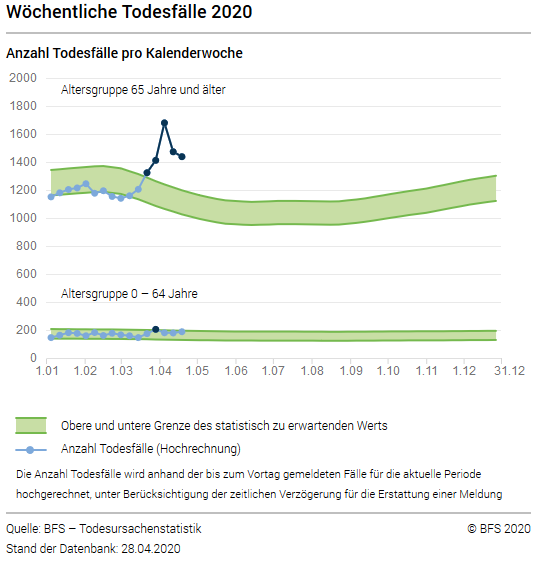 Wöchentliche Todesfälle 2020
Anzahl Todesfälle pro Kalenderwoche
2000
Altersgruppe 65 Jahre und älter
1800
1600
1400
1200
1000
800
600
Altersgruppe 0 – 64 Jahre
400
200
0
1.01 1.02 1.03 1.04 1.05 1.06 1.07 1.08 1.09 1.10 1.11 1.12 31.12
Obere und untere Grenze des statistisch zu erwartenden Werts
Anzahl Todesfälle (Hochrechnung)
Die Anzahl Todesfälle wird anhand der bis zum Vortag gemeldeten Fälle für die aktuelle Periode
hochgerechnet, unter Berücksichtigung der zeitlichen Verzögerung für die Erstattung einer Meldung
Quelle: BFS – Todesursachenstatistik © BFS 2020
Stand der Datenbank: 28.04.2020